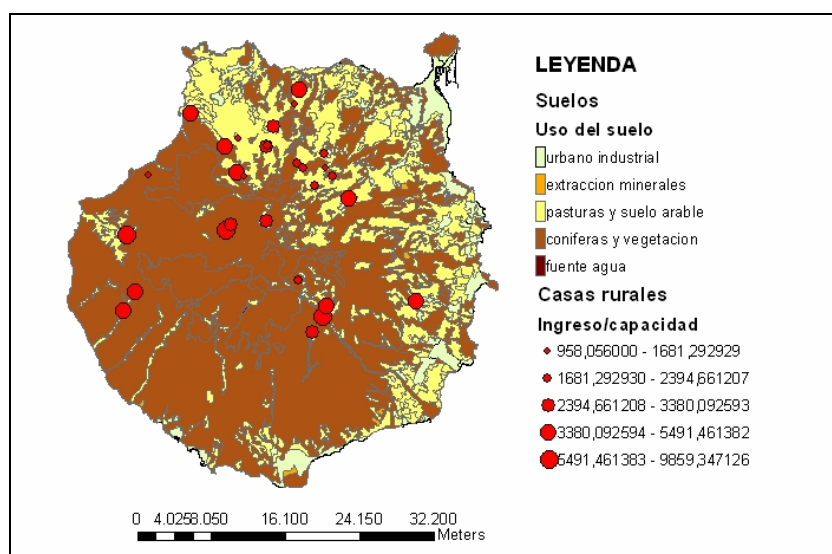 LEYENDA
Suelos
Uso del suelo
urbano industrial
extraccion minerales
pasturas y suelo arable
coniferas y vegetacion
fuente agua
Casas rurales
Ingreso/capacidad
958,056000 - 1681,292929
1681,292930 - 2394,661207
2394,661208 - 3380,092593
3380,092594 - 5491,461382
5491,461383 - 9859,347126
0 4.025 8.050 16.100 24.150 32.200
Meters